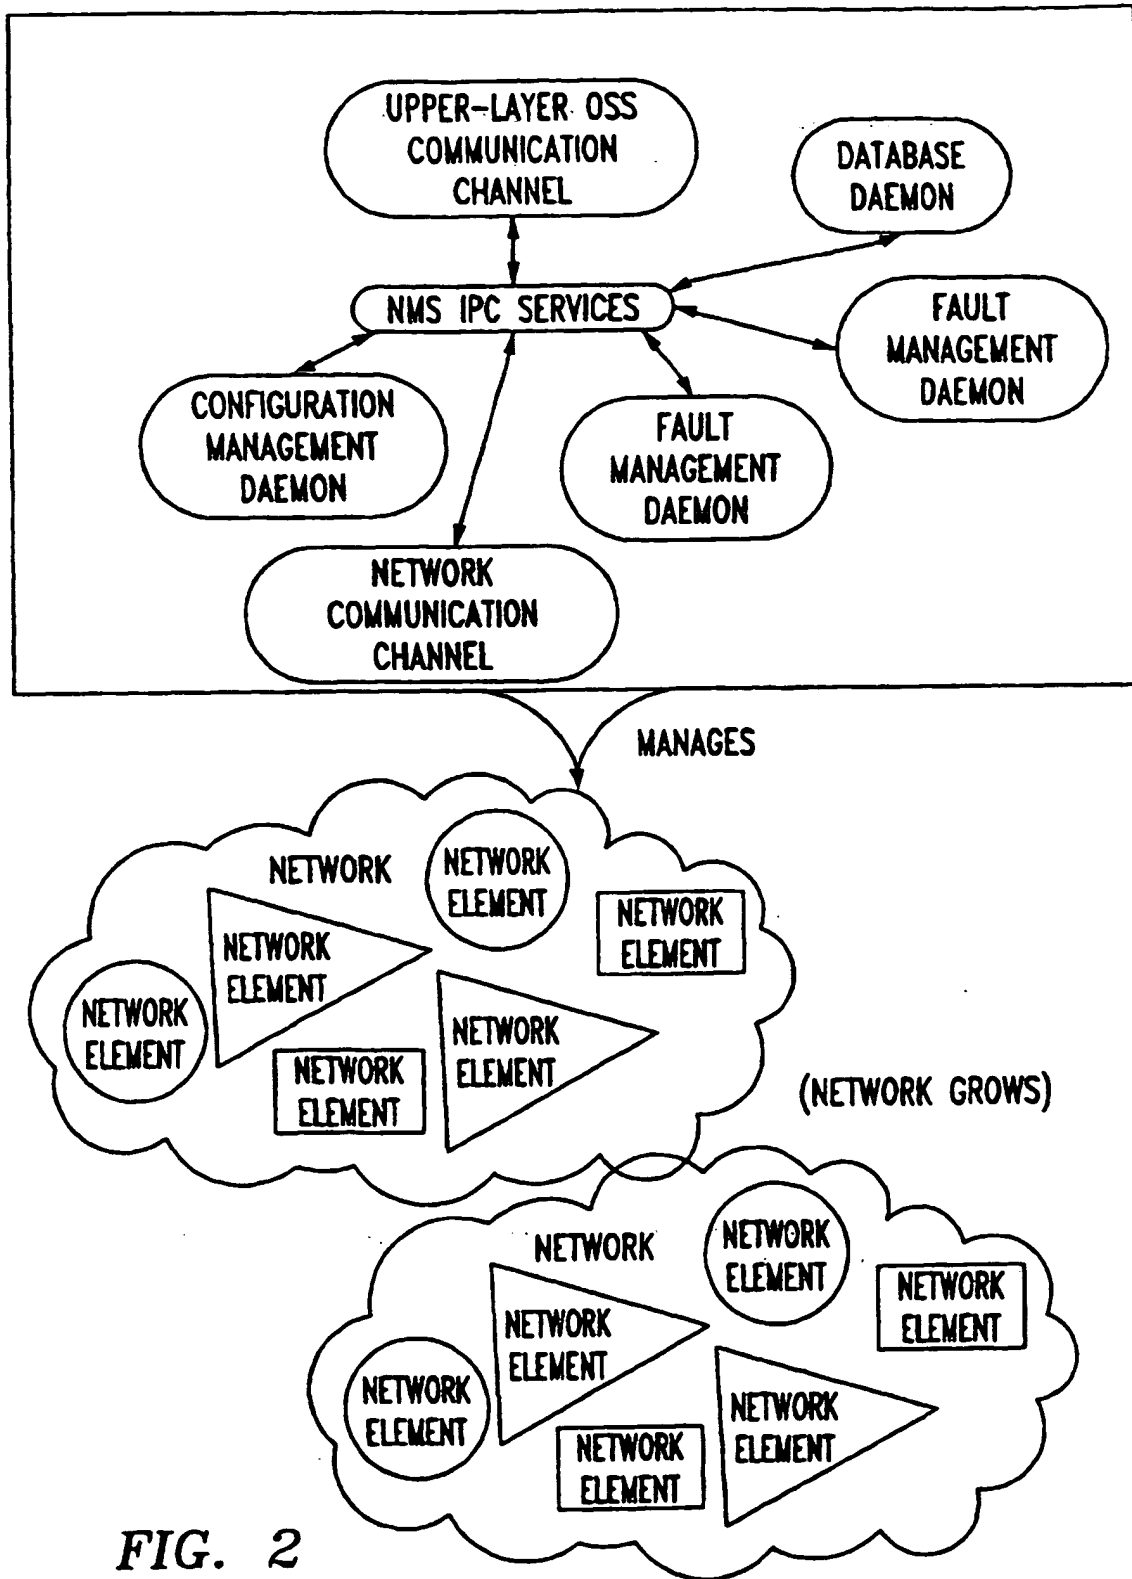 UPPER-LAYER OSS
COMMUNICATION
CHANNEL
DATABASE
DAEMON
NMS IPC SERVICES
FAULT
MANAGEMENT
DAEMON
CONFIGURATION
MANAGEMENT
DAEMON
FAULT
MANAGEMENT
DAEMON
NETWORK
COMMUNICATION
CHANNEL
MANAGES
NETWORK
NETWORK
ELEMENT
NETWORK
ELEMENT
NETWORK
ELEMENT
NETWORK
ELEMENT
NETWORK
ELEMENT
NETWORK
ELEMENT
(NETWORK GROWS)
NETWORK
NETWORK
ELEMENT
NETWORK
ELEMENT
NETWORK
ELEMENT
NETWORK
ELEMENT
NETWORK
ELEMENT
NETWORK
ELEMENT
FIG. 2